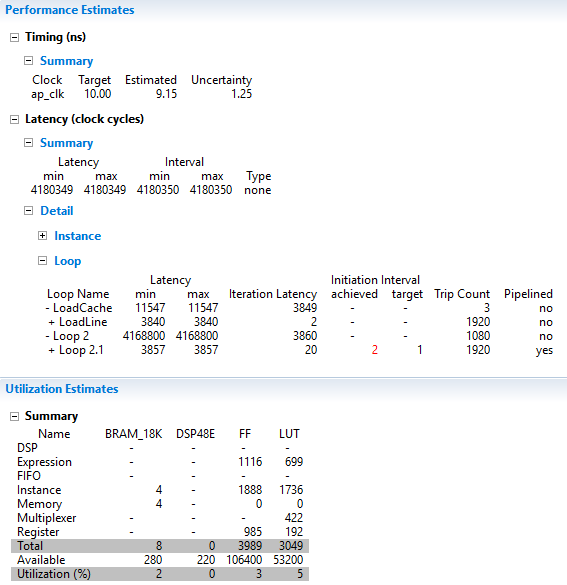 Performance Estimates
Timing (ns)
Summary
Clock Target Estimated Uncertainty
ap_clk 10.00 9.15 1.25
Latency (clock cycles)
Summary
Latency Interval
min max min max Type
4180349 4180349 4180350 4180350 none
Detail
Instance
Loop
Latency Initiation Interval
Loop Name min max Iteration Latency achieved target Trip Count Pipelined
- LoadCache 11547 11547 3849 - - 3 no
+ LoadLine 3840 3840 2 - - 1920 no
- Loop 2 4168800 4168800 3860 - - 1080 no
+ Loop 2.1 3857 3857 20 2 1 1920 yes
Utilization Estimates
Summary
Name BRAM_18K DSP48E FF LUT
DSP - - - -
Expression - - 1116 699
FIFO - - - -
Instance 4 - 1888 1736
Memory 4 - 0 0
Multiplexer - - - 422
Register - - 985 192
Total 8 0 3989 3049
Available 280 220 106400 53200
Utilization (%) 2 0 3 5